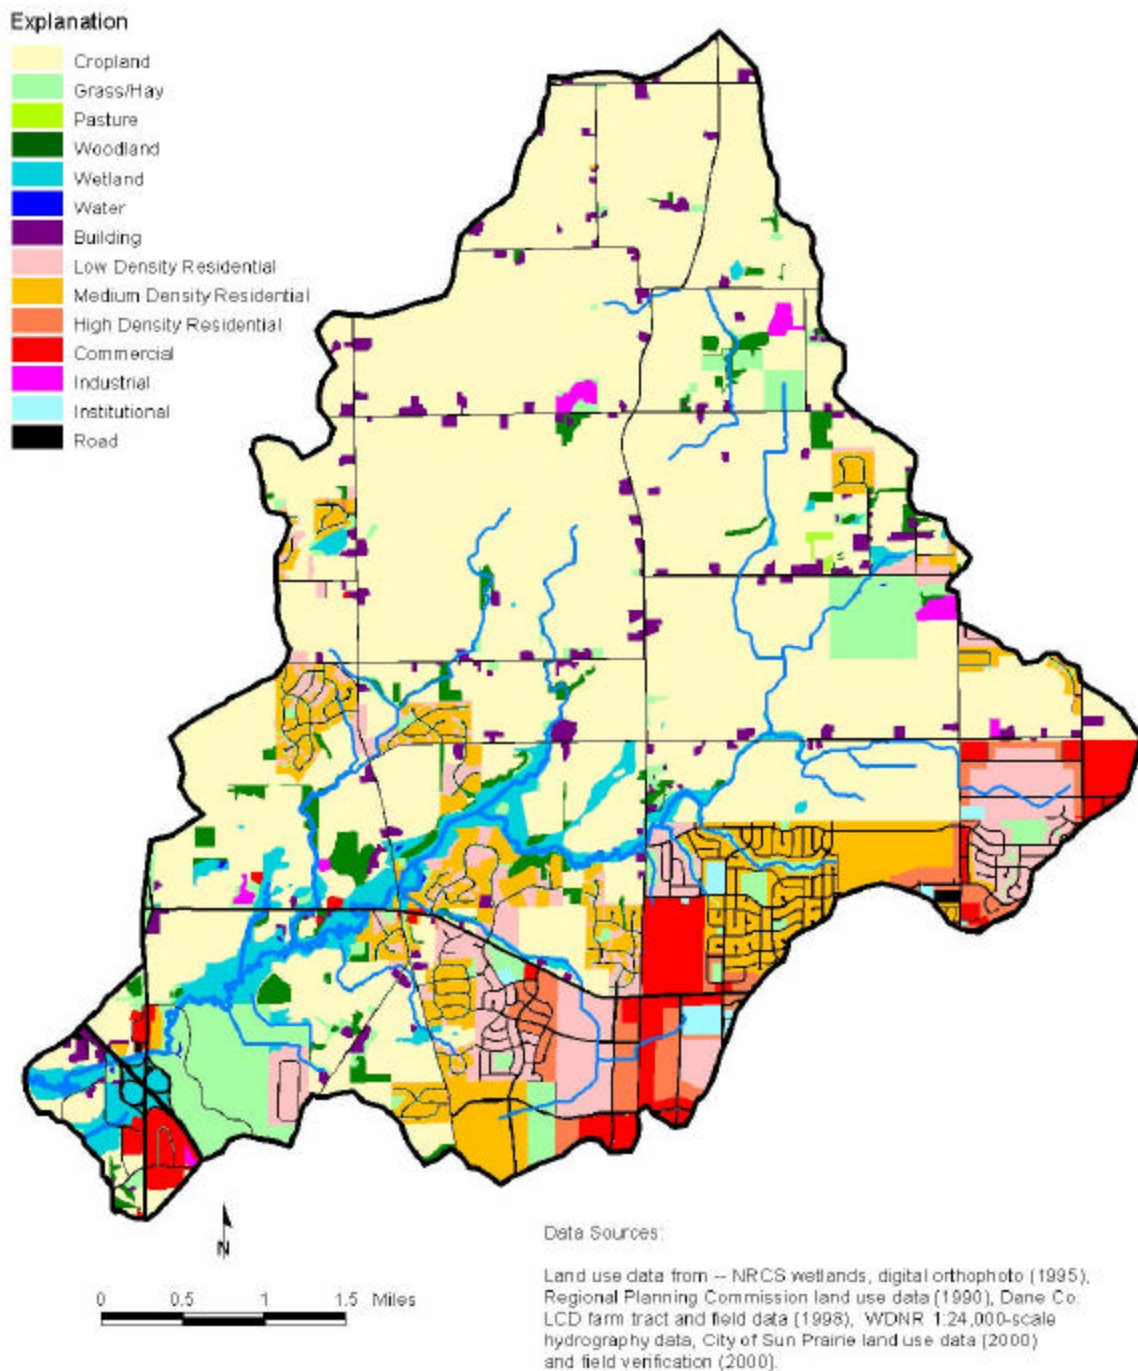 Explanation
Cropland
Grass/Hay
Pasture
Woodland
Wetland
Water
Building
Low Density Residential
Medium Density Residential
High Density Residential
Commercial
Industrial
Institutional
Road
N
0 0.5 1 1.5 Miles
Data Sources:
Land use data from -- NRCS wetlands, digital orthophoto (1995),
Regional Planning Commission land use data (1990), Dane Co.
LCD farm tract and field data (1998), WDNR 1:24,000-scale
hydrography data, City of Sun Prairie land use data (2000)
and field verification (2000).